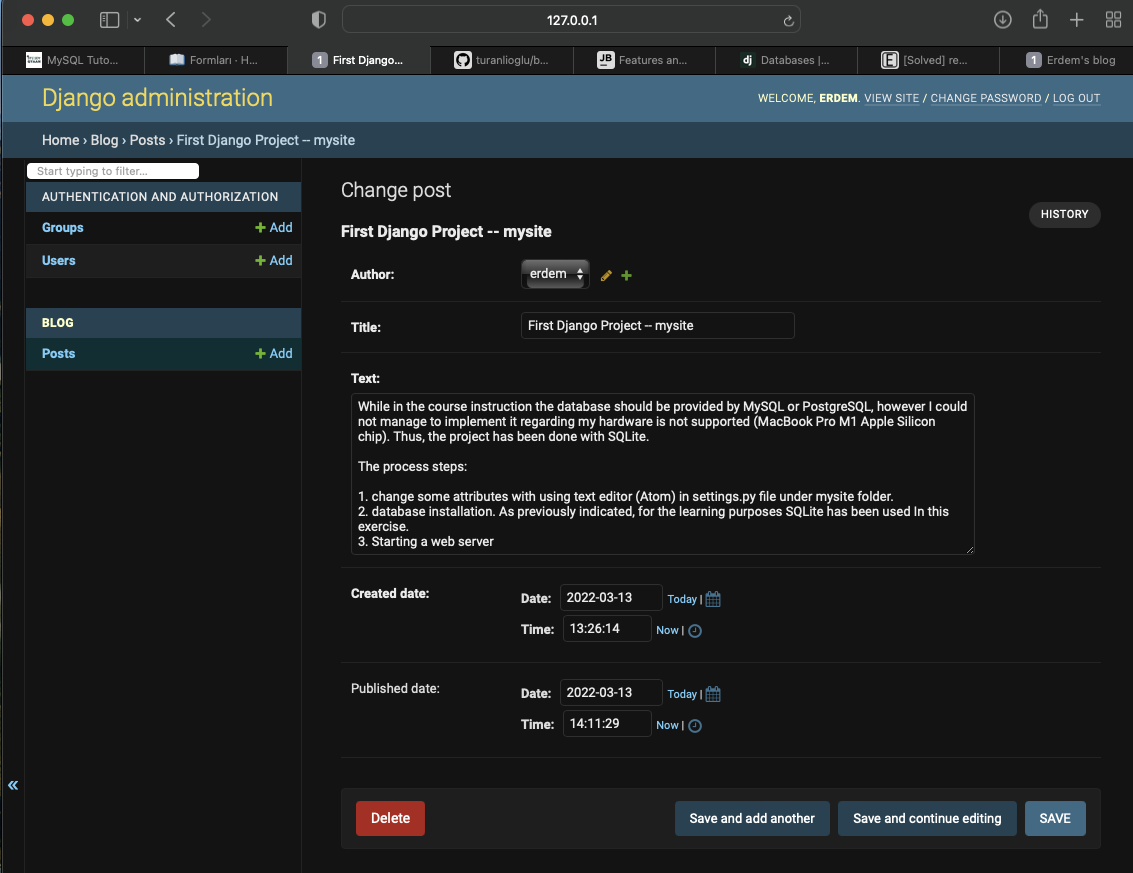 127.0.0.1
MySQL Tuto...
Formları · H...
1 First Django...
turanlioglu/b...
JB Features an...
dj Databases |...
E [Solved] re...
1 Erdem's blog
Django administration
WELCOME, ERDEM. VIEW SITE / CHANGE PASSWORD / LOG OUT
Home › Blog › Posts › First Django Project -- mysite
Start typing to filter...
AUTHENTICATION AND AUTHORIZATION
Groups + Add
Users + Add
BLOG
Posts + Add
Change post
HISTORY
First Django Project -- mysite
Author: erdem
Title: First Django Project -- mysite
Text:
While in the course instruction the database should be provided by MySQL or PostgreSQL, however I could
not manage to implement it regarding my hardware is not supported (MacBook Pro M1 Apple Silicon
chip). Thus, the project has been done with SQLite.
The process steps:
1. change some attributes with using text editor (Atom) in settings.py file under mysite folder.
2. database installation. As previously indicated, for the learning purposes SQLite has been used In this
exercise.
3. Starting a web server
Created date: Date: 2022-03-13 Today |
Time: 13:26:14 Now |
Published date: Date: 2022-03-13 Today |
Time: 14:11:29 Now |
«
Delete Save and add another Save and continue editing SAVE